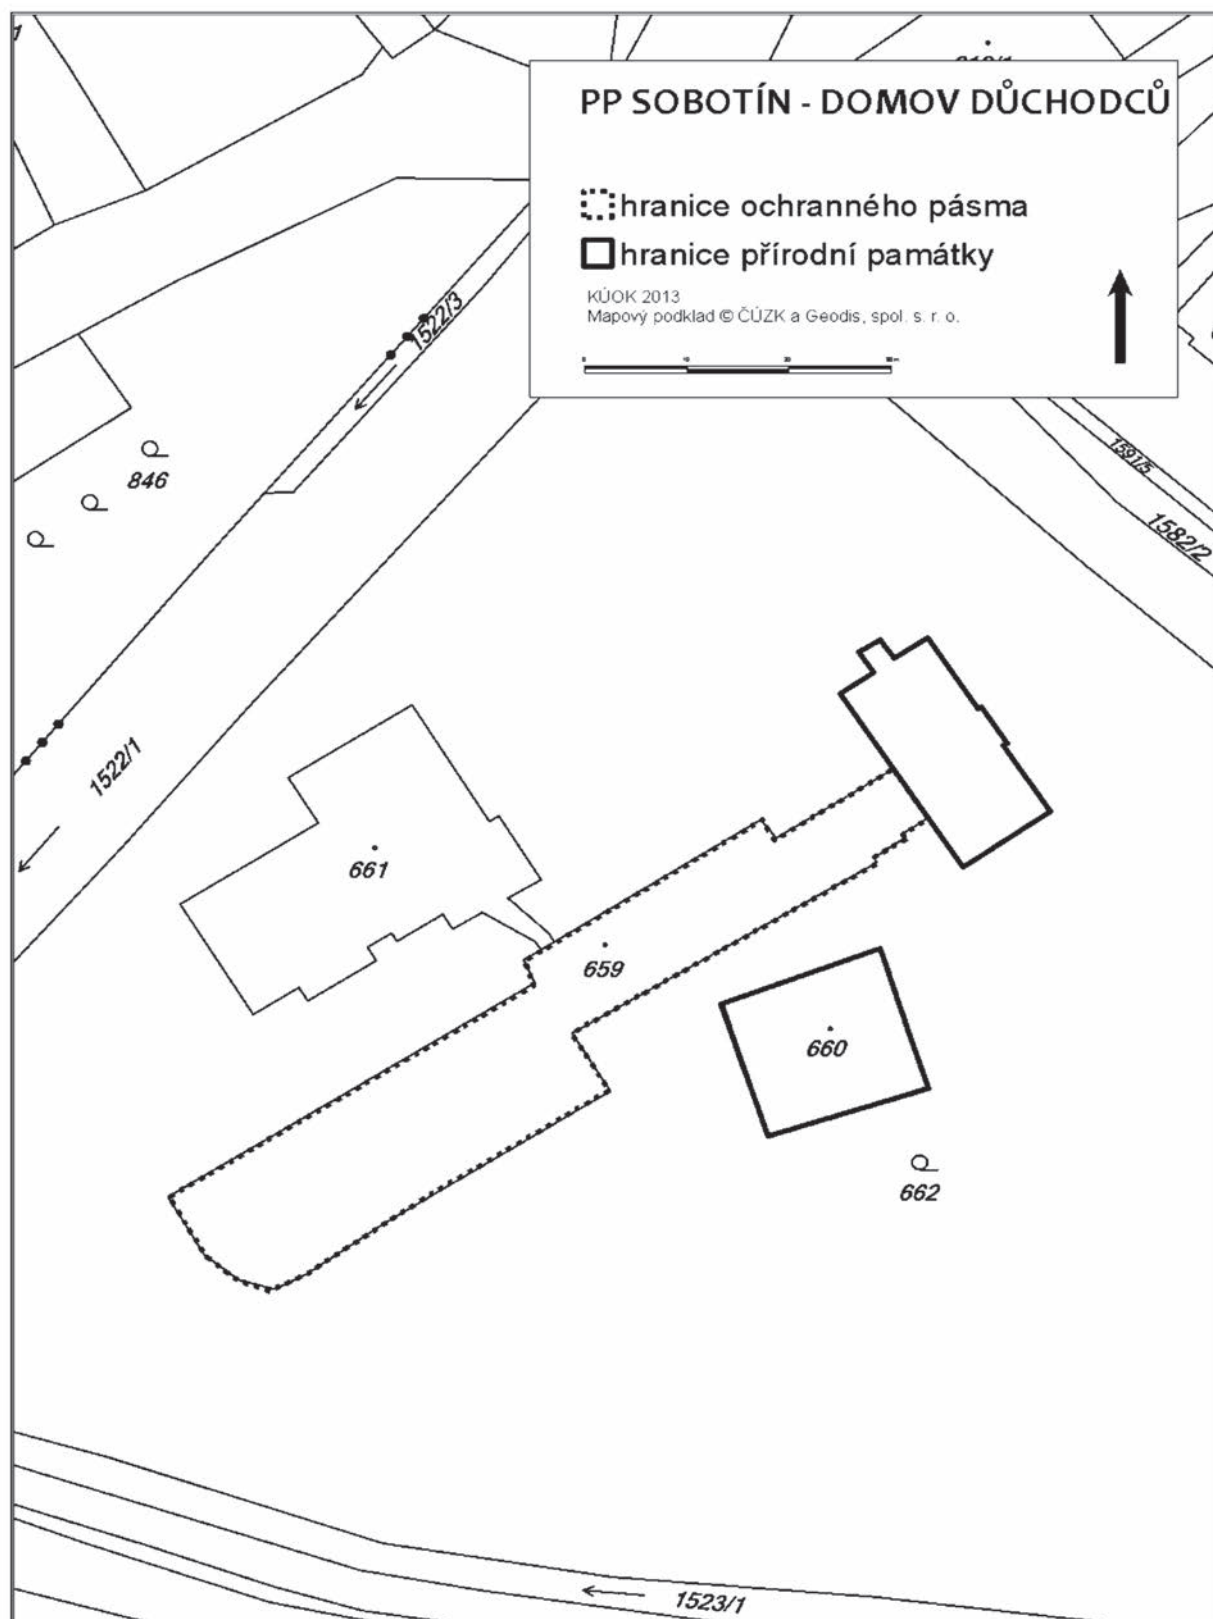 PP SOBOTÍN - DOMOV DŮCHODCŮ
hranice ochranného pásma
hranice přírodní památky
KÚOK 2013
Mapový podklad © ČÚZK a Geodis, spol. s. r. o.
1522/3
846
1591/5
1582/2
1522/1
661
659
660
662
1523/1